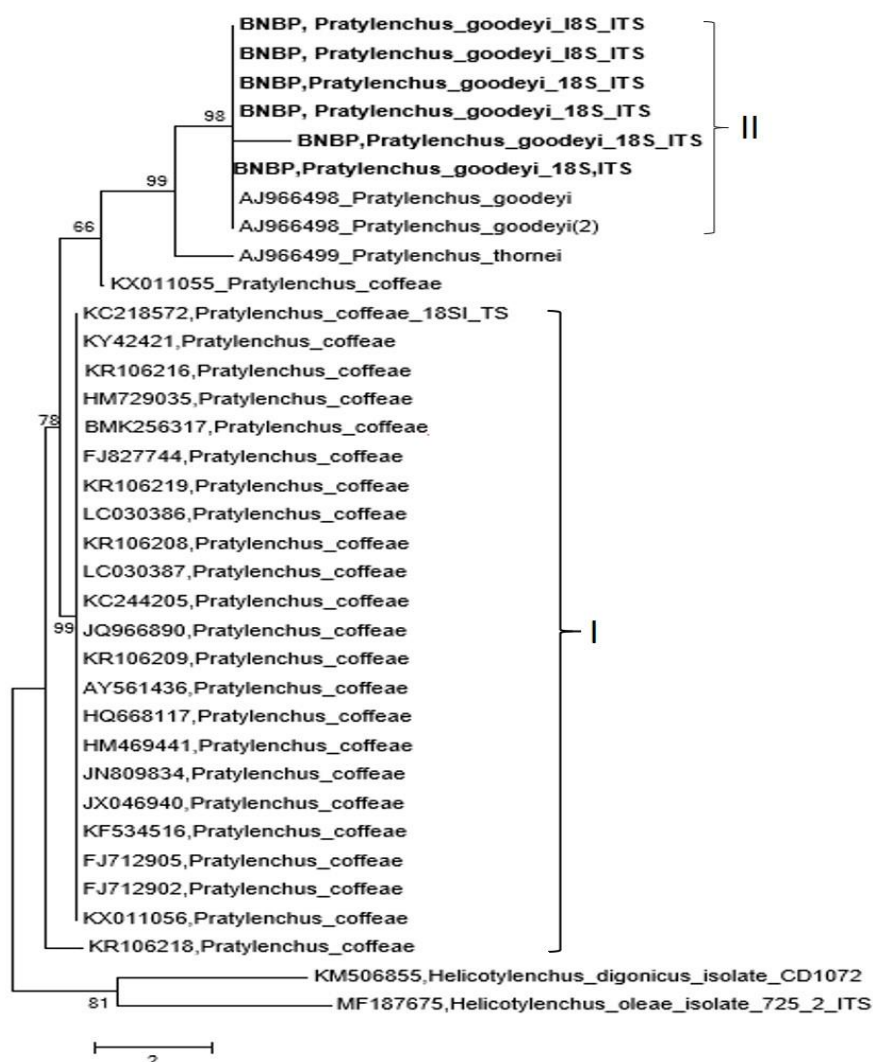 BNBP, Pratylenchus_goodeyi_I8S_ITS
BNBP, Pratylenchus_goodeyi_I8S_ITS
BNBP,Pratylenchus_goodeyi_18S_ITS
98
BNBP, Pratylenchus_goodeyi_18S_ITS
II
BNBP,Pratylenchus_goodeyi_18S_ITS
BNBP,Pratylenchus_goodeyi_18S,ITS
99
AJ966498_Pratylenchus_goodeyi
66
AJ966498_Pratylenchus_goodeyi(2)
AJ966499_Pratylenchus_thornei
KX011055_Pratylenchus_coffeae
KC218572,Pratylenchus_coffeae_18SI_TS
KY42421,Pratylenchus_coffeae
KR106216,Pratylenchus_coffeae
HM729035,Pratylenchus_coffeae
78
BMK256317,Pratylenchus_coffeae
FJ827744,Pratylenchus_coffeae
KR106219,Pratylenchus_coffeae
LC030386,Pratylenchus_coffeae
KR106208,Pratylenchus_coffeae
LC030387,Pratylenchus_coffeae
KC244205,Pratylenchus_coffeae
99
JQ966890,Pratylenchus_coffeae
I
KR106209,Pratylenchus_coffeae
AY561436,Pratylenchus_coffeae
HQ668117,Pratylenchus_coffeae
HM469441,Pratylenchus_coffeae
JN809834,Pratylenchus_coffeae
JX046940,Pratylenchus_coffeae
KF534516,Pratylenchus_coffeae
FJ712905,Pratylenchus_coffeae
FJ712902,Pratylenchus_coffeae
KX011056,Pratylenchus_coffeae
KR106218,Pratylenchus_coffeae
KM506855,Helicotylenchus_digonicus_isolate_CD1072
81
MF187675,Helicotylenchus_oleae_isolate_725_2_ITS
2